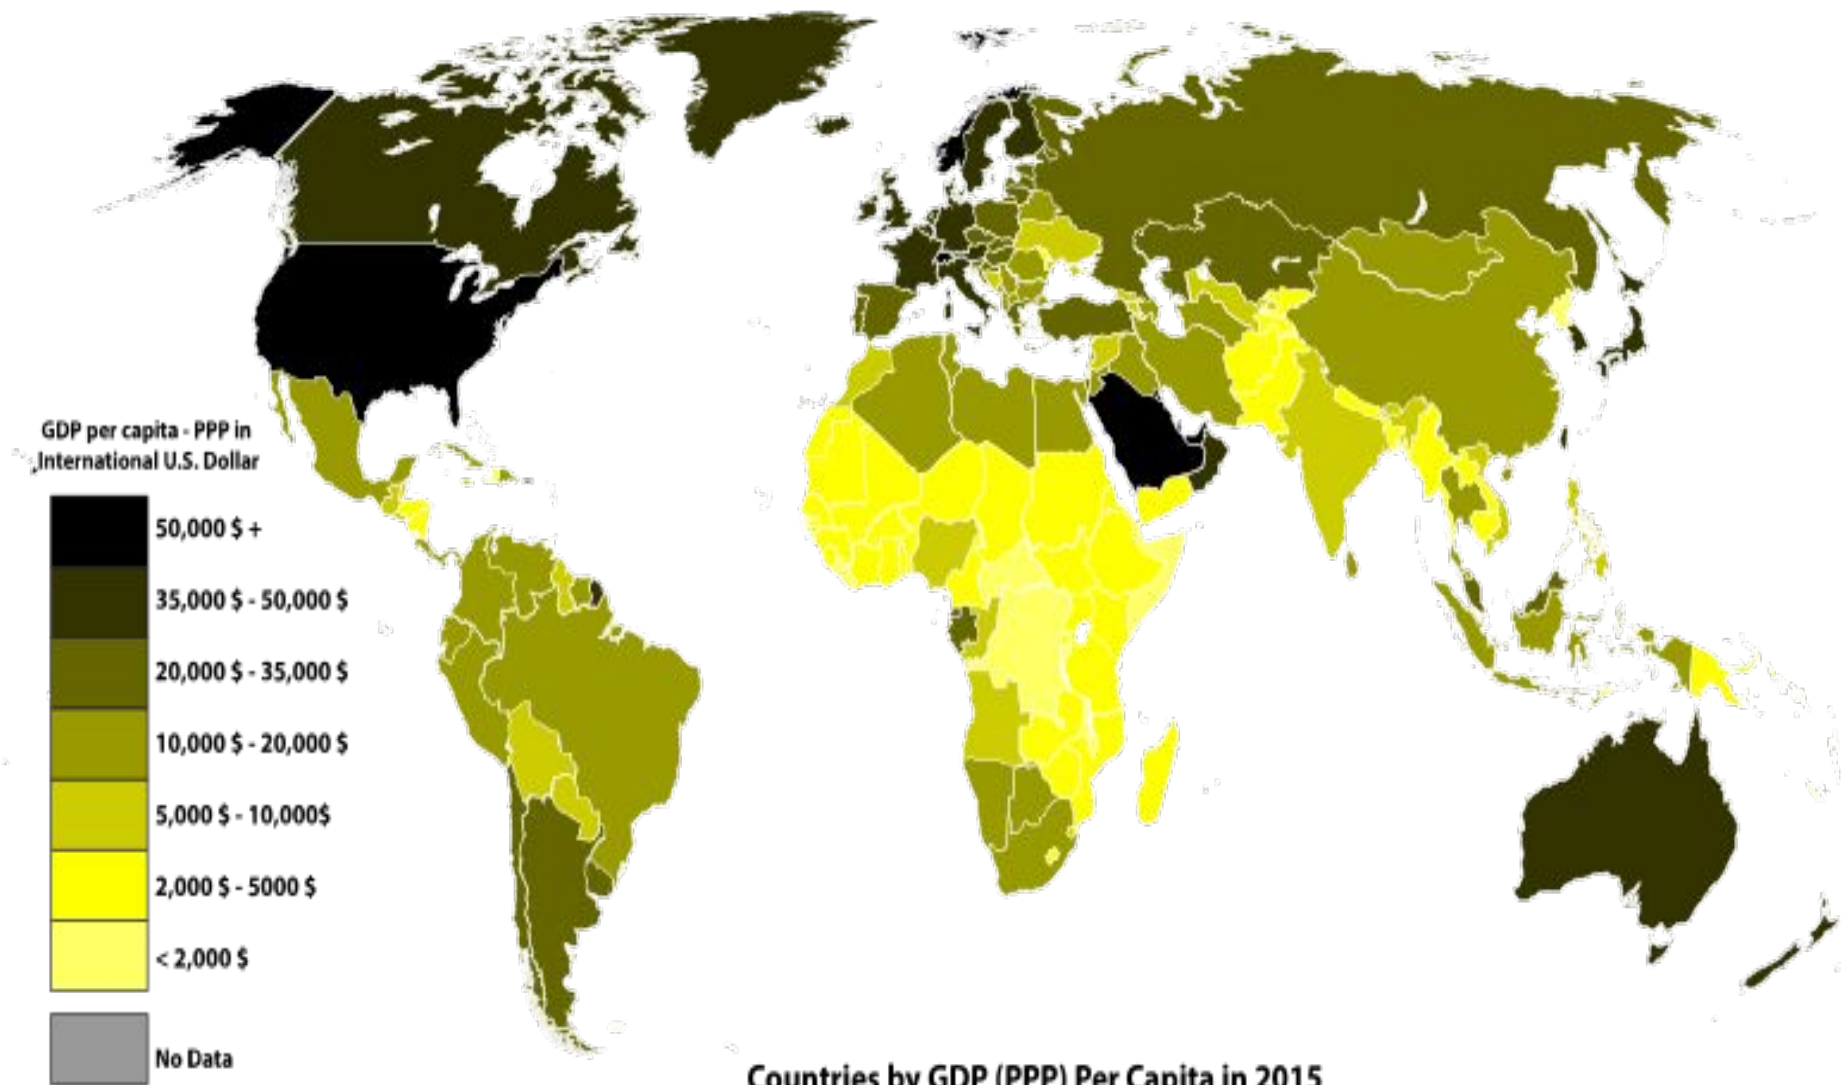 GDP per capita - PPP in
International U.S. Dollar
50,000 $ +
35,000 $ - 50,000 $
20,000 $ - 35,000 $
10,000 $ - 20,000 $
5,000 $ - 10,000$
2,000 $ - 5000 $
< 2,000 $
No Data
Countries by GDP (PPP) Per Capita in 2015